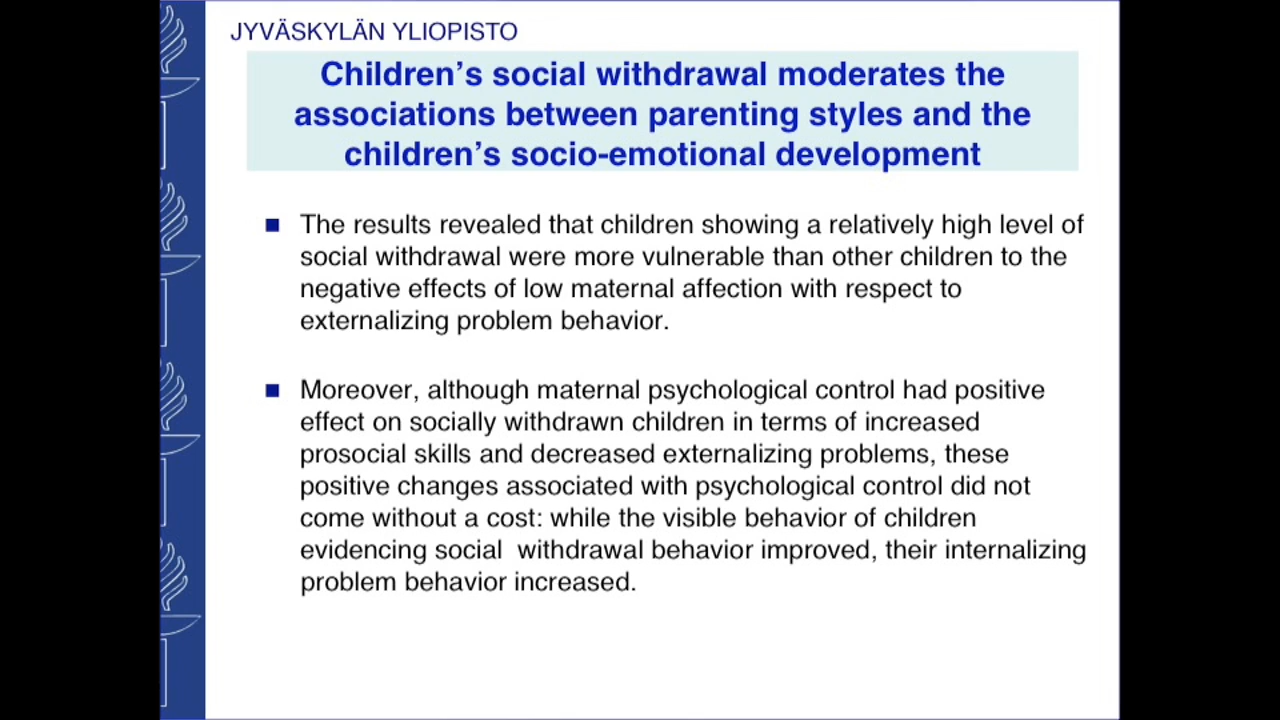 JYVÄSKYLÄN YLIOPISTO
Children’s social withdrawal moderates the
associations between parenting styles and the
children’s socio-emotional development
The results revealed that children showing a relatively high level of
social withdrawal were more vulnerable than other children to the
negative effects of low maternal affection with respect to
externalizing problem behavior.
Moreover, although maternal psychological control had positive
effect on socially withdrawn children in terms of increased
prosocial skills and decreased externalizing problems, these
positive changes associated with psychological control did not
come without a cost: while the visible behavior of children
evidencing social  withdrawal behavior improved, their internalizing
problem behavior increased.